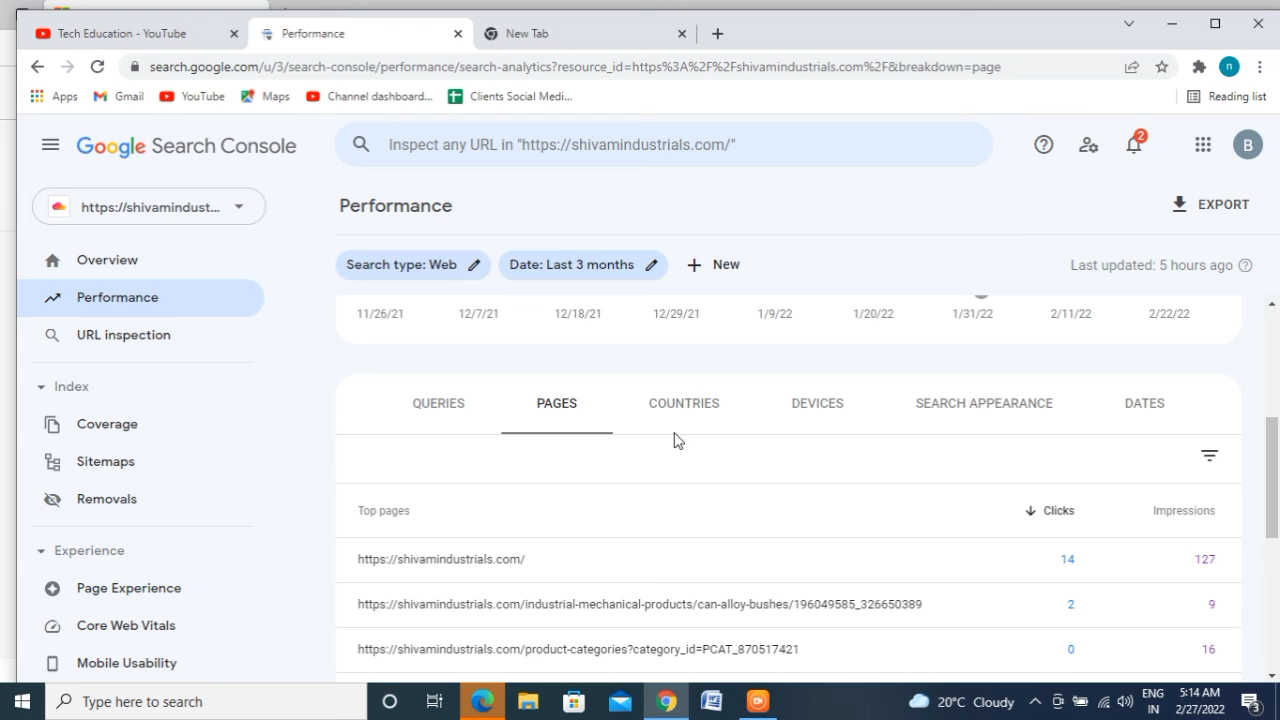 Tech Education - YouTube
Performance
New Tab
search.google.com/u/3/search-console/performance/search-analytics?resource_id=https%3A%2F%2Fshivamindustrials.com%2F&breakdown=page
Apps
Gmail
YouTube
Maps
Channel dashboard...
Clients Social Medi...
Reading list
n
Google Search Console
Inspect any URL in "https://shivamindustrials.com/"
2
B
https://shivamindust...
Performance
EXPORT
Overview
Performance
URL inspection
Index
Coverage
Sitemaps
Removals
Experience
Page Experience
Core Web Vitals
Mobile Usability
Search type: Web
Date: Last 3 months
New
Last updated: 5 hours ago
11/26/21 12/7/21 12/18/21 12/29/21 1/9/22 1/20/22 1/31/22 2/11/22 2/22/22
QUERIES PAGES COUNTRIES DEVICES SEARCH APPEARANCE DATES
Top pages Clicks Impressions
https://shivamindustrials.com/ 14 127
https://shivamindustrials.com/industrial-mechanical-products/can-alloy-bushes/196049585_326650389 2 9
https://shivamindustrials.com/product-categories?category_id=PCAT_870517421 0 16
Type here to search
20°C Cloudy
ENG
IN
5:14 AM
2/27/2022
3